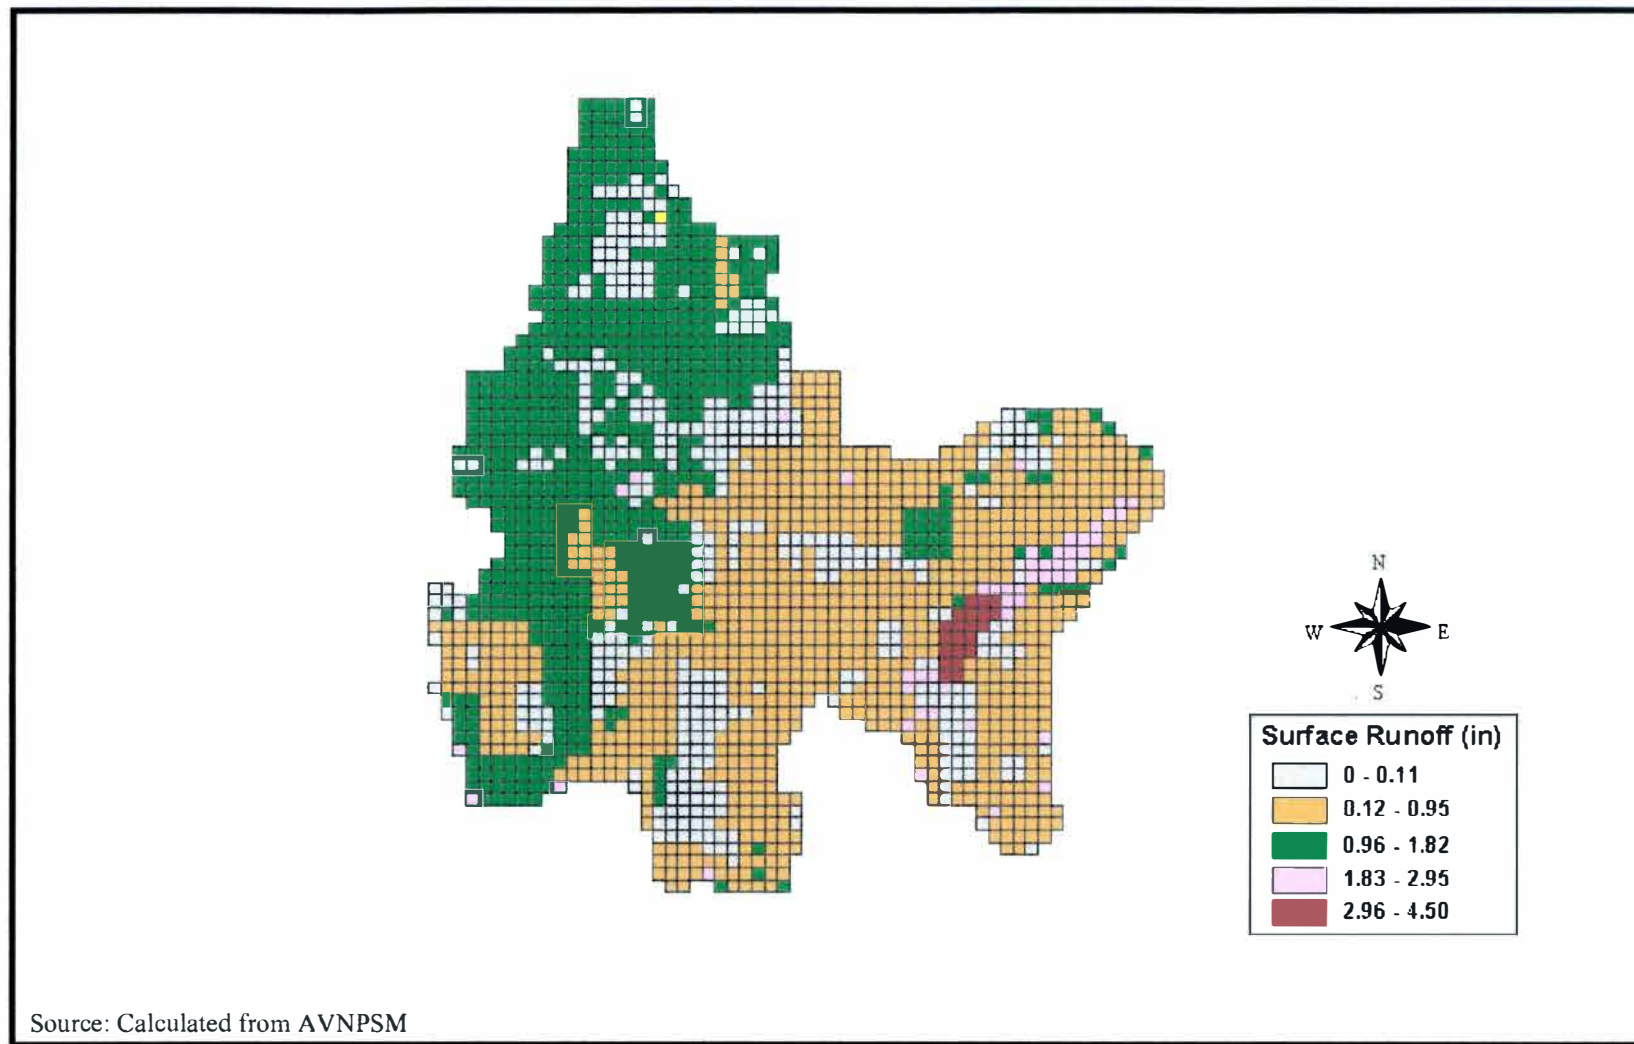 N
W E
S
Surface Runoff (in)
0 - 0.11
0.12 - 0.95
0.96 - 1.82
1.83 - 2.95
2.96 - 4.50
Source: Calculated from AVNPSM